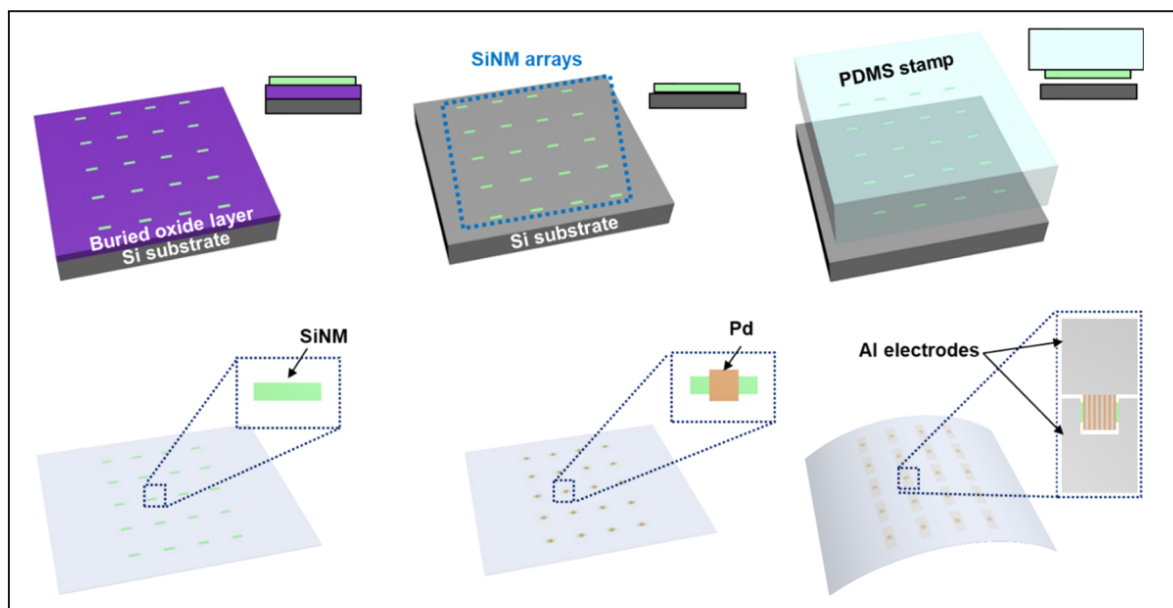 SiNM arrays
PDMS stamp
Buried oxide layer
Si substrate
Si substrate
SiNM
Pd
Al electrodes